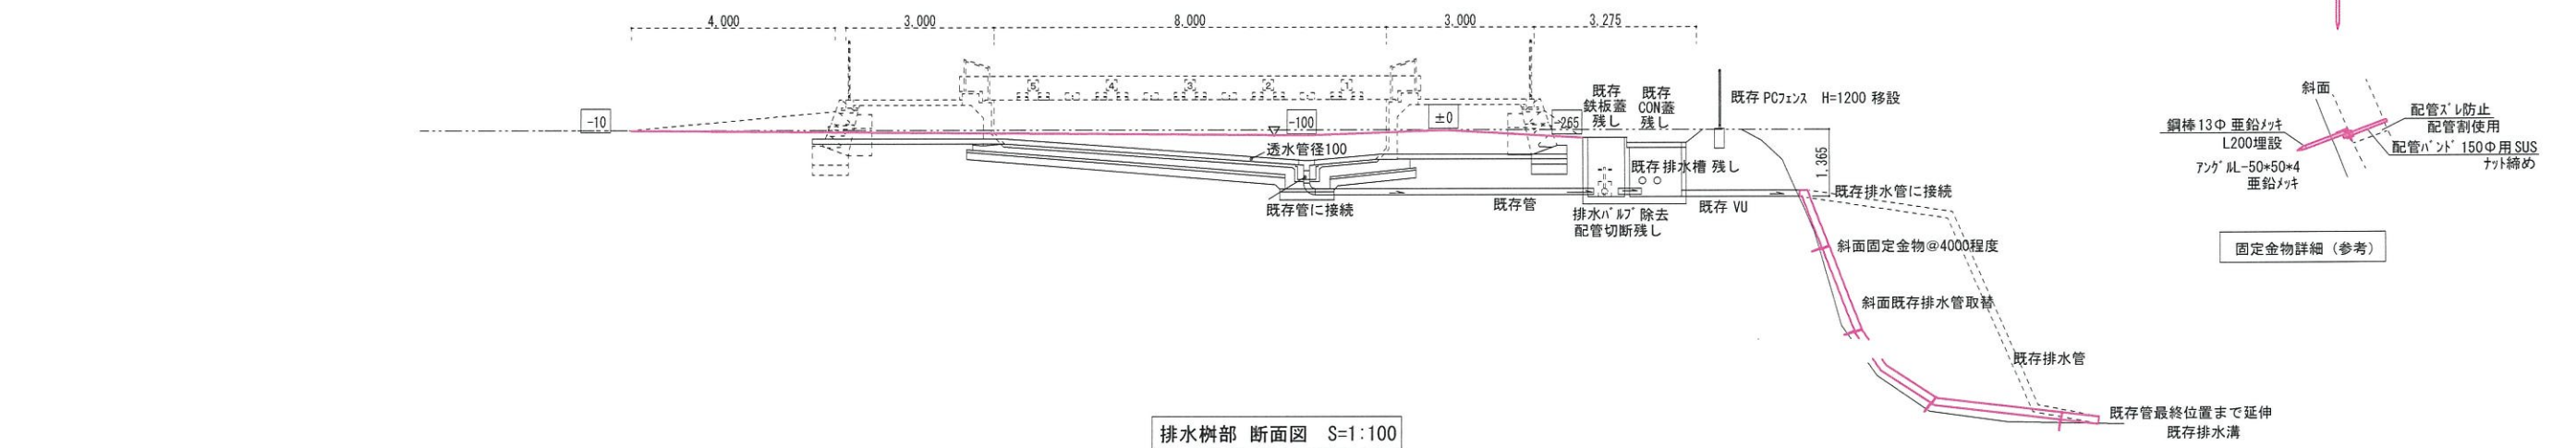 4,000
3,000
8,000
3,000
3,275
5
4
3
2
1
-10
-100
±0
-265
既存
鉄板蓋
残し
既存
CON蓋
残し
既存 PCフェンス H=1200 移設
透水管径100
既存管に接続
既存管
既存 排水槽 残し
排水バルブ 除去
配管切断残し
既存 VU
1,365
既存排水管に接続
斜面固定金物@4000程度
斜面既存排水管取替
既存排水管
既存管最終位置まで延伸
既存排水溝
排水桝部 断面図 S=1:100
斜面
鋼棒13Φ 亜鉛メッキ
L200埋設
アングルL-50*50*4
亜鉛メッキ
配管ズレ防止
配管割使用
配管バンド 150Φ用 SUS
ナット締め
固定金物詳細（参考）